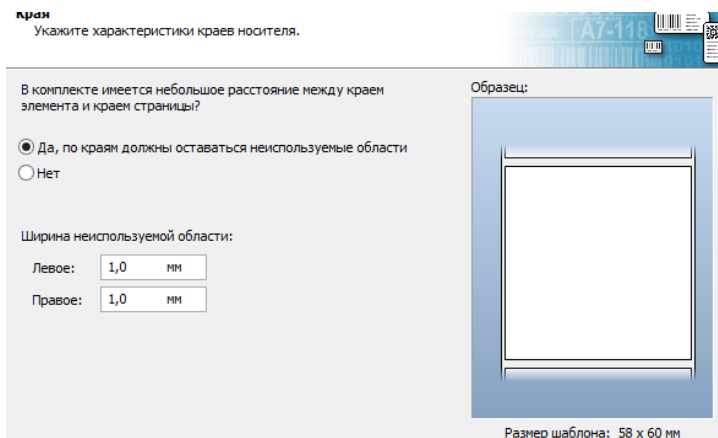 Края
Укажите характеристики краев носителя.
A7-118
В комплекте имеется небольшое расстояние между краем
элемента и краем страницы?
Да, по краям должны оставаться неиспользуемые области
Нет
Ширина неиспользуемой области:
Левое: 1,0 мм
Правое: 1,0 мм
Образец:
Размер шаблона: 58 x 60 мм